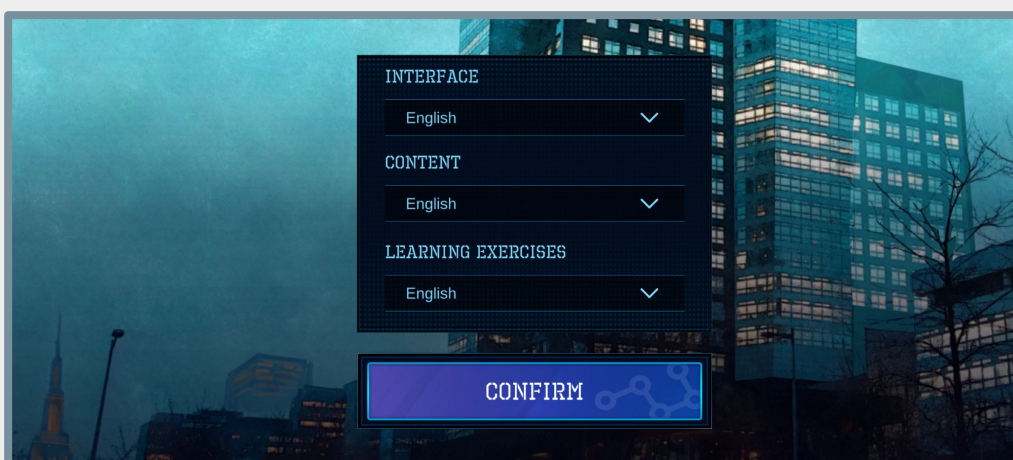 INTERFACE
English
CONTENT
English
LEARNING EXERCISES
English
CONFIRM